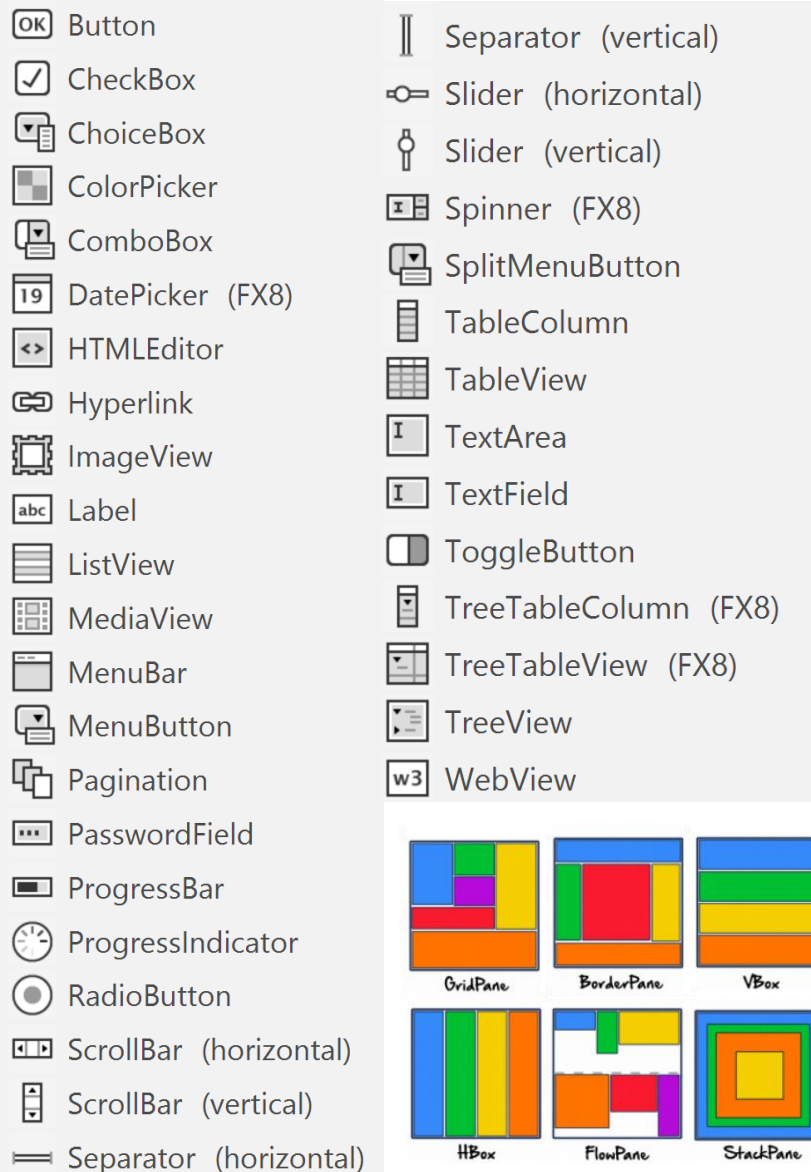 OK Button
CheckBox
ChoiceBox
ColorPicker
ComboBox
19 DatePicker (FX8)
<> HTMLEditor
Hyperlink
ImageView
abc Label
ListView
MediaView
MenuBar
MenuButton
Pagination
PasswordField
ProgressBar
ProgressIndicator
RadioButton
ScrollBar (horizontal)
ScrollBar (vertical)
Separator (horizontal)
Separator (vertical)
Slider (horizontal)
Slider (vertical)
I Spinner (FX8)
SplitMenuButton
TableColumn
TableView
I TextArea
I TextField
ToggleButton
TreeTableColumn (FX8)
TreeTableView (FX8)
TreeView
w3 WebView
GridPane BorderPane VBox
HBox FlowPane StackPane